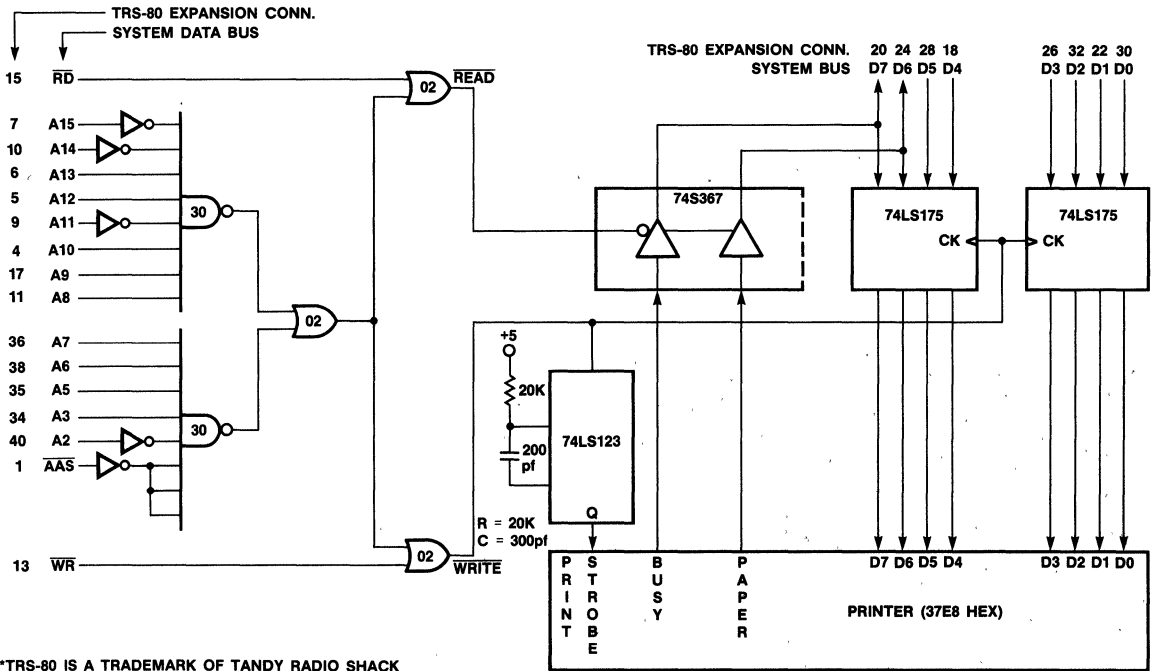 TRS-80 EXPANSION CONN.
SYSTEM DATA BUS
15 RD
7 A15
10 A14
6 A13
5 A12
9 A11
4 A10
17 A9
11 A8
30
36 A7
38 A6
35 A5
34 A3
40 A2
1 AAS
30
13 WR
02
02 READ
02 WRITE
TRS-80 EXPANSION CONN. 20 24 28 18 26 32 22 30
SYSTEM BUS D7 D6 D5 D4 D3 D2 D1 D0
74S367
74LS175
CK
74LS175
CK
+5
20K
200
pf
74LS123
Q
R = 20K
C = 300pf
PRINT
STROBE
BUSY
PAPER
D7 D6 D5 D4 D3 D2 D1 D0
PRINTER (37E8 HEX)
*TRS-80 IS A TRADEMARK OF TANDY RADIO SHACK